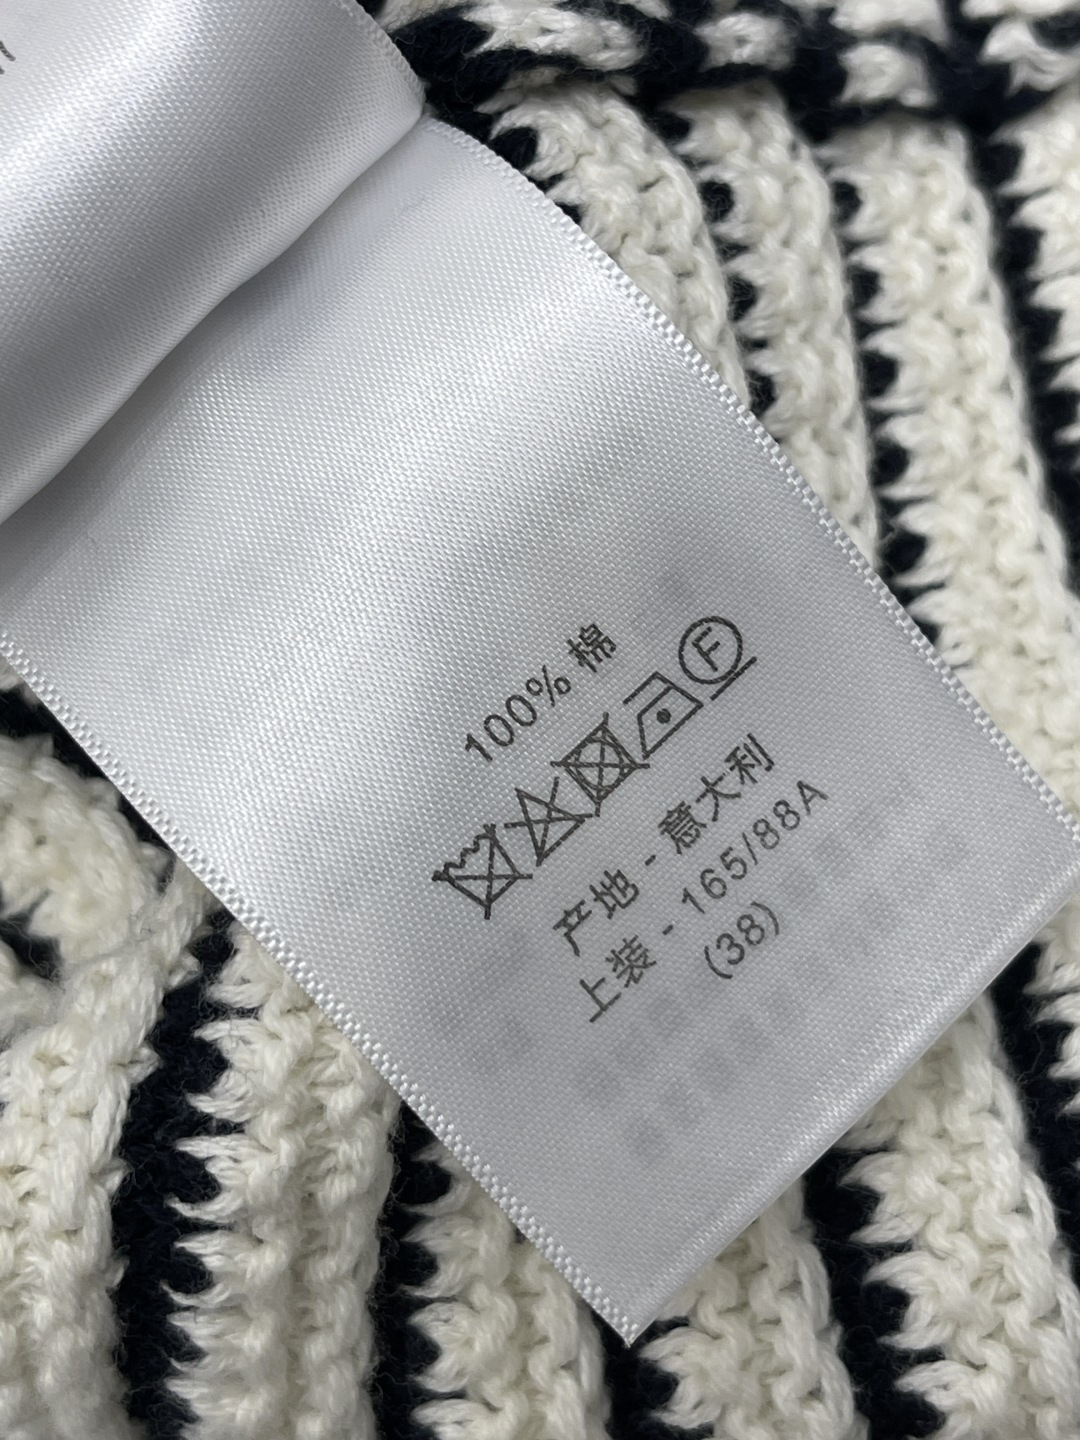 100% 棉
F
产地 - 意大利
上装 - 165/88A
(38)